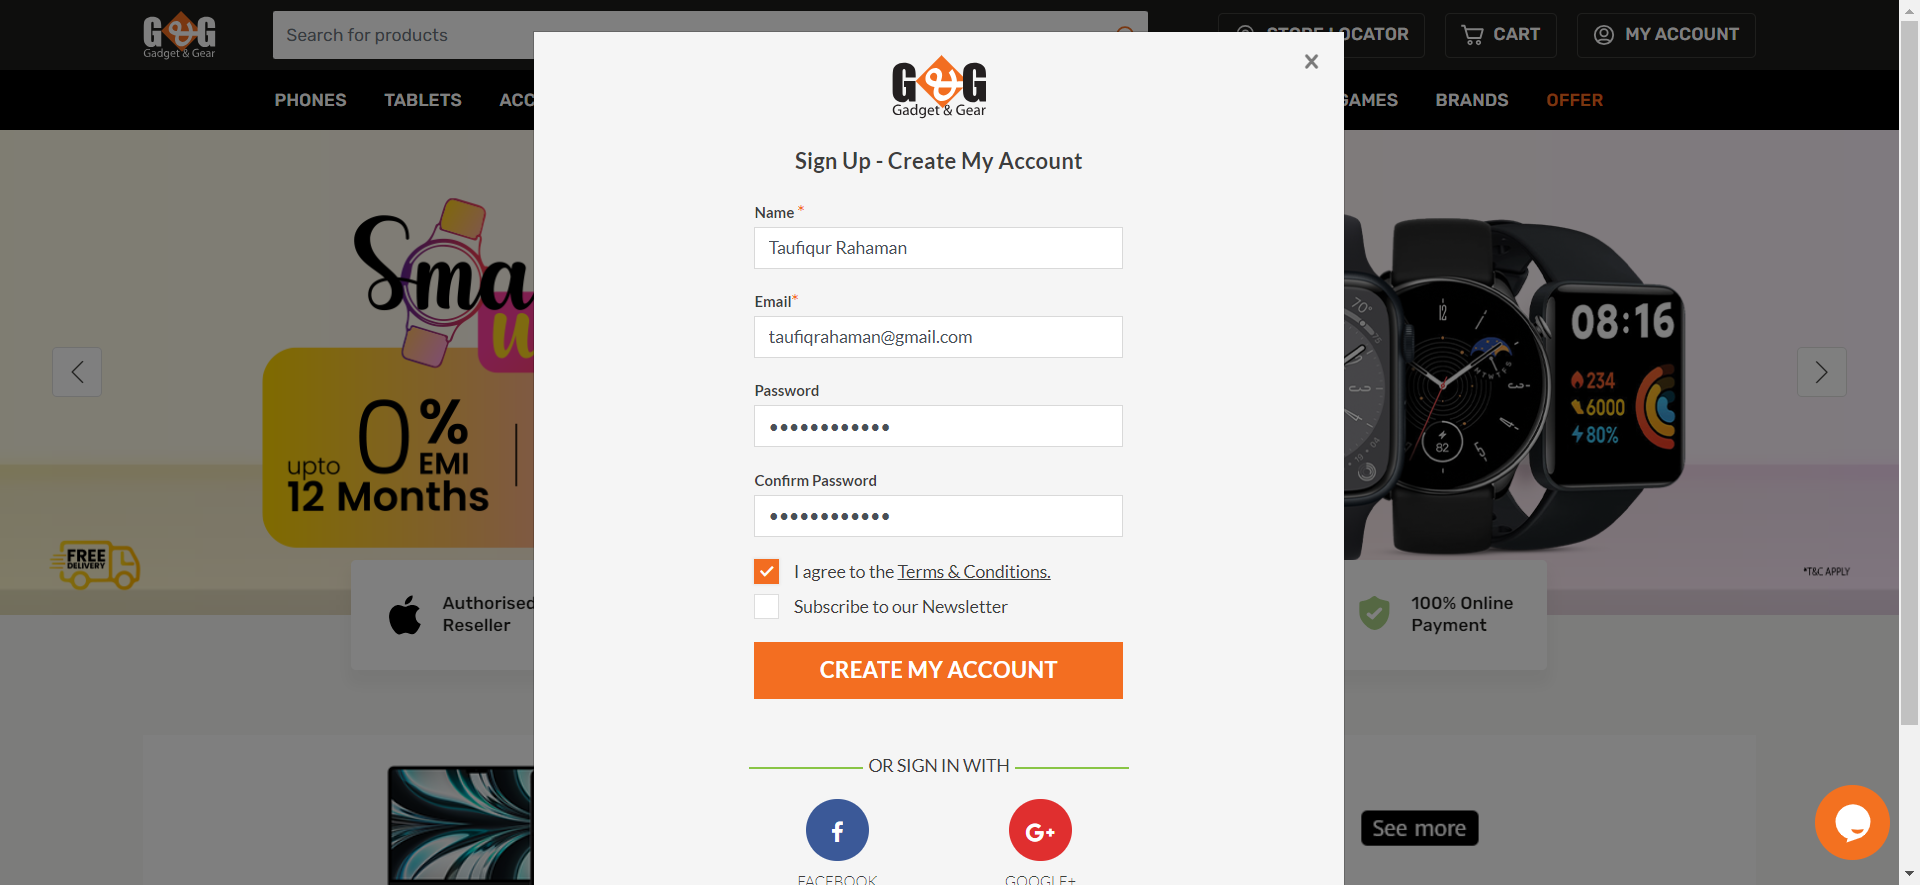 G&G
Gadget & Gear
Search for products
STORE LOCATOR
CART
MY ACCOUNT
PHONES
TABLETS
GAMES
BRANDS
OFFER
G&G
Gadget & Gear
Sign Up - Create My Account
Name *
Taufiqur Rahaman
Email*
taufiqrahaman@gmail.com
Password
●●●●●●●●●●●●
Confirm Password
●●●●●●●●●●●●
I agree to the Terms & Conditions.
Subscribe to our Newsletter
CREATE MY ACCOUNT
OR SIGN IN WITH
f
G+
FACEBOOK
GOOGLE+
upto 0% EMI
12 Months
FREE
DELIVERY
Authorised
Reseller
70°
12
82
08:16
234
6000
80%
*T&C APPLY
100% Online
Payment
See more